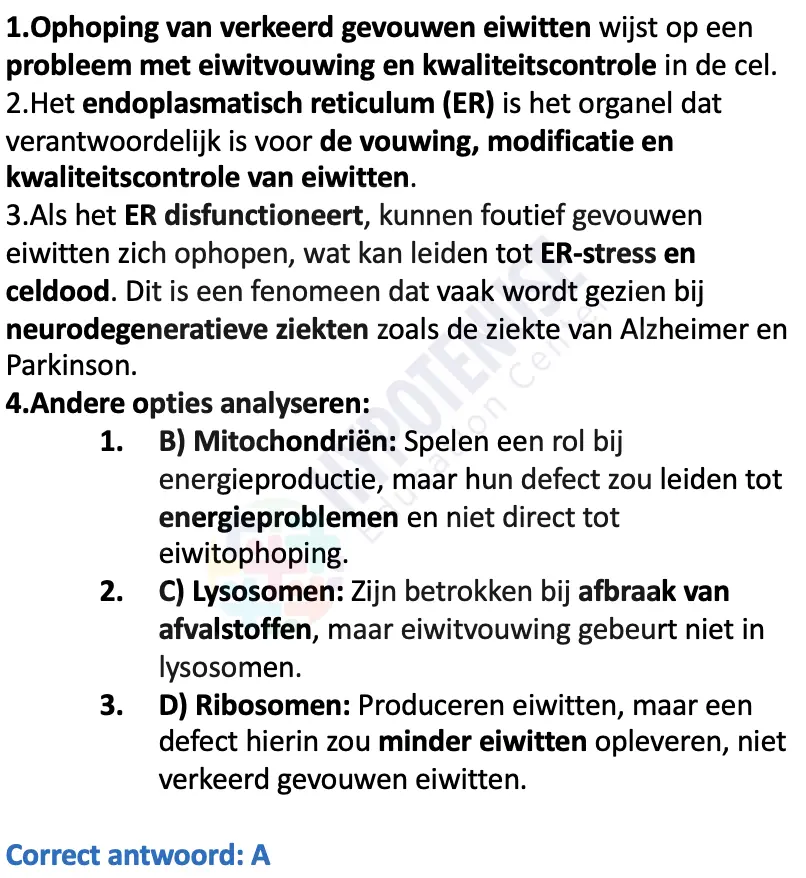 1.Ophoping van verkeerd gevouwen eiwitten wijst op een
probleem met eiwitvouwing en kwaliteitscontrole in de cel.
2.Het endoplasmatisch reticulum (ER) is het organel dat
verantwoordelijk is voor de vouwing, modificatie en
kwaliteitscontrole van eiwitten.
3.Als het ER disfunctioneert, kunnen foutief gevouwen
eiwitten zich ophopen, wat kan leiden tot ER-stress en
celdood. Dit is een fenomeen dat vaak wordt gezien bij
neurodegeneratieve ziekten zoals de ziekte van Alzheimer en
Parkinson.
4.Andere opties analyseren:
1. B) Mitochondriën: Spelen een rol bij
energieproductie, maar hun defect zou leiden tot
energieproblemen en niet direct tot
eiwitophoping.
2. C) Lysosomen: Zijn betrokken bij afbraak van
afvalstoffen, maar eiwitvouwing gebeurt niet in
lysosomen.
3. D) Ribosomen: Produceren eiwitten, maar een
defect hierin zou minder eiwitten opleveren, niet
verkeerd gevouwen eiwitten.
Correct antwoord: A
HYPOTENUSE
Education Center